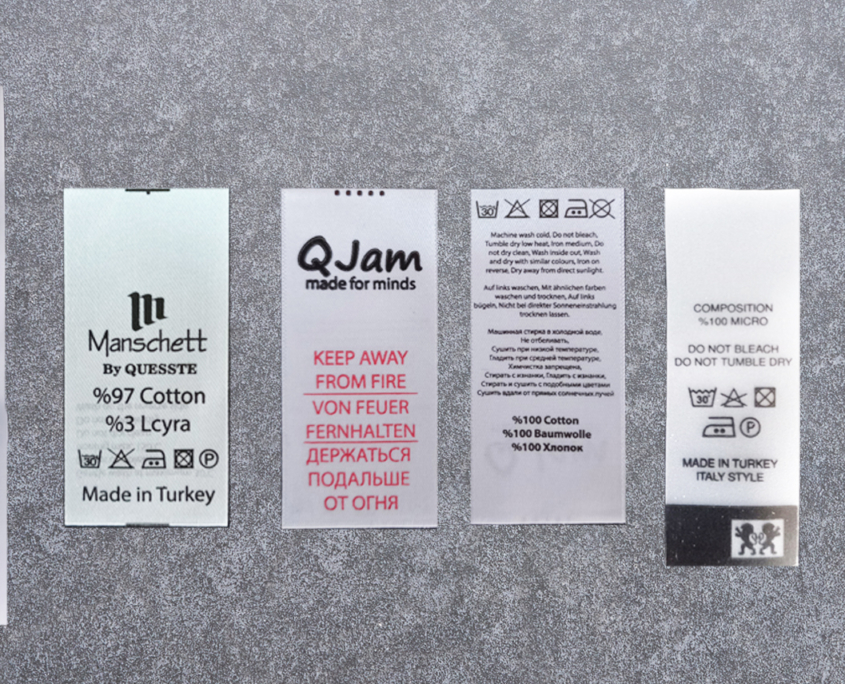 Manschett
By QUESSTE
%97 Cotton
%3 Lcyra
30
P
Made in Turkey
QJam
made for minds
KEEP AWAY
FROM FIRE
VON FEUER
FERNHALTEN
ДЕРЖАТЬСЯ
ПОДАЛЬШЕ
ОТ ОГНЯ
30
Machine wash cold, Do not bleach,
Tumble dry low heat, Iron medium, Do
not dry clean, Wash inside out, Wash
and dry with similar colours, Iron on
reverse, Dry away from direct sunlight.
Auf links waschen, Mit ähnlichen farben
waschen und trocknen, Auf links
bügeln, Nicht bei direkter Sonneneinstrahlung
trocknen lassen.
Машинная стирка в холодной воде,
Не отбеливать,
Сушить при низкой температуре,
Гладить при средней температуре,
Химчистка запрещена,
Стирать с изнанки, Гладить с изнанки,
Стирать и сушить с подобными цветами
Сушить вдали от прямых солнечных лучей
%100 Cotton
%100 Baumwolle
%100 Хлопок
COMPOSITION
%100 MICRO
DO NOT BLEACH
DO NOT TUMBLE DRY
30
P
MADE IN TURKEY
ITALY STYLE